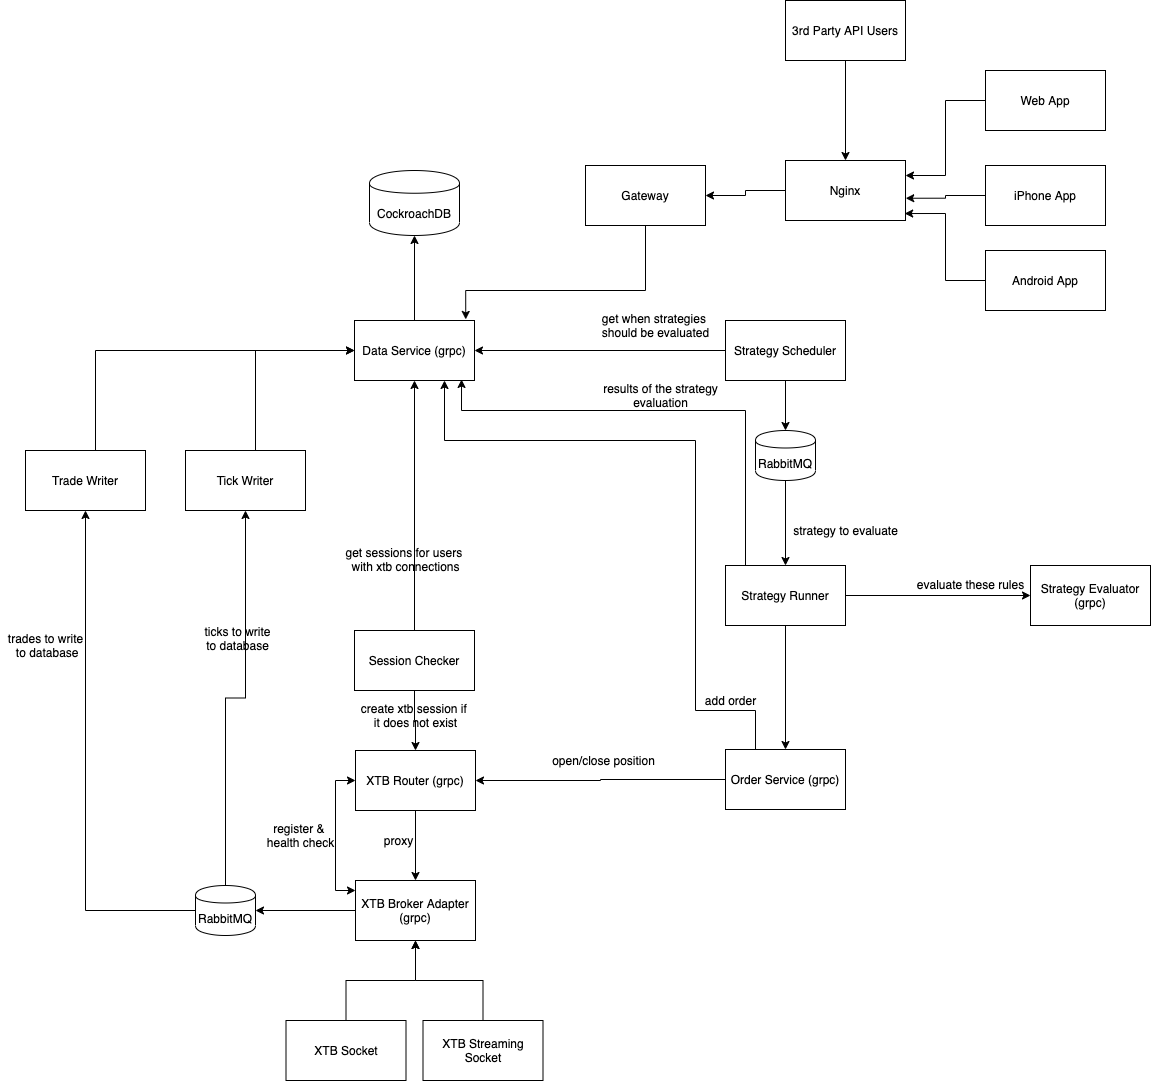 3rd Party API Users
Web App
Nginx
Gateway
iPhone App
CockroachDB
Android App
get when strategies
should be evaluated
Data Service (grpc)
Strategy Scheduler
results of the strategy
evaluation
RabbitMQ
Trade Writer
Tick Writer
strategy to evaluate
get sessions for users
with xtb connections
evaluate these rules
Strategy Runner
Strategy Evaluator
(grpc)
trades to write
to database
ticks to write
to database
Session Checker
add order
create xtb session if
it does not exist
open/close position
XTB Router (grpc)
Order Service (grpc)
register &
health check
proxy
XTB Broker Adapter
(grpc)
RabbitMQ
XTB Socket
XTB Streaming
Socket